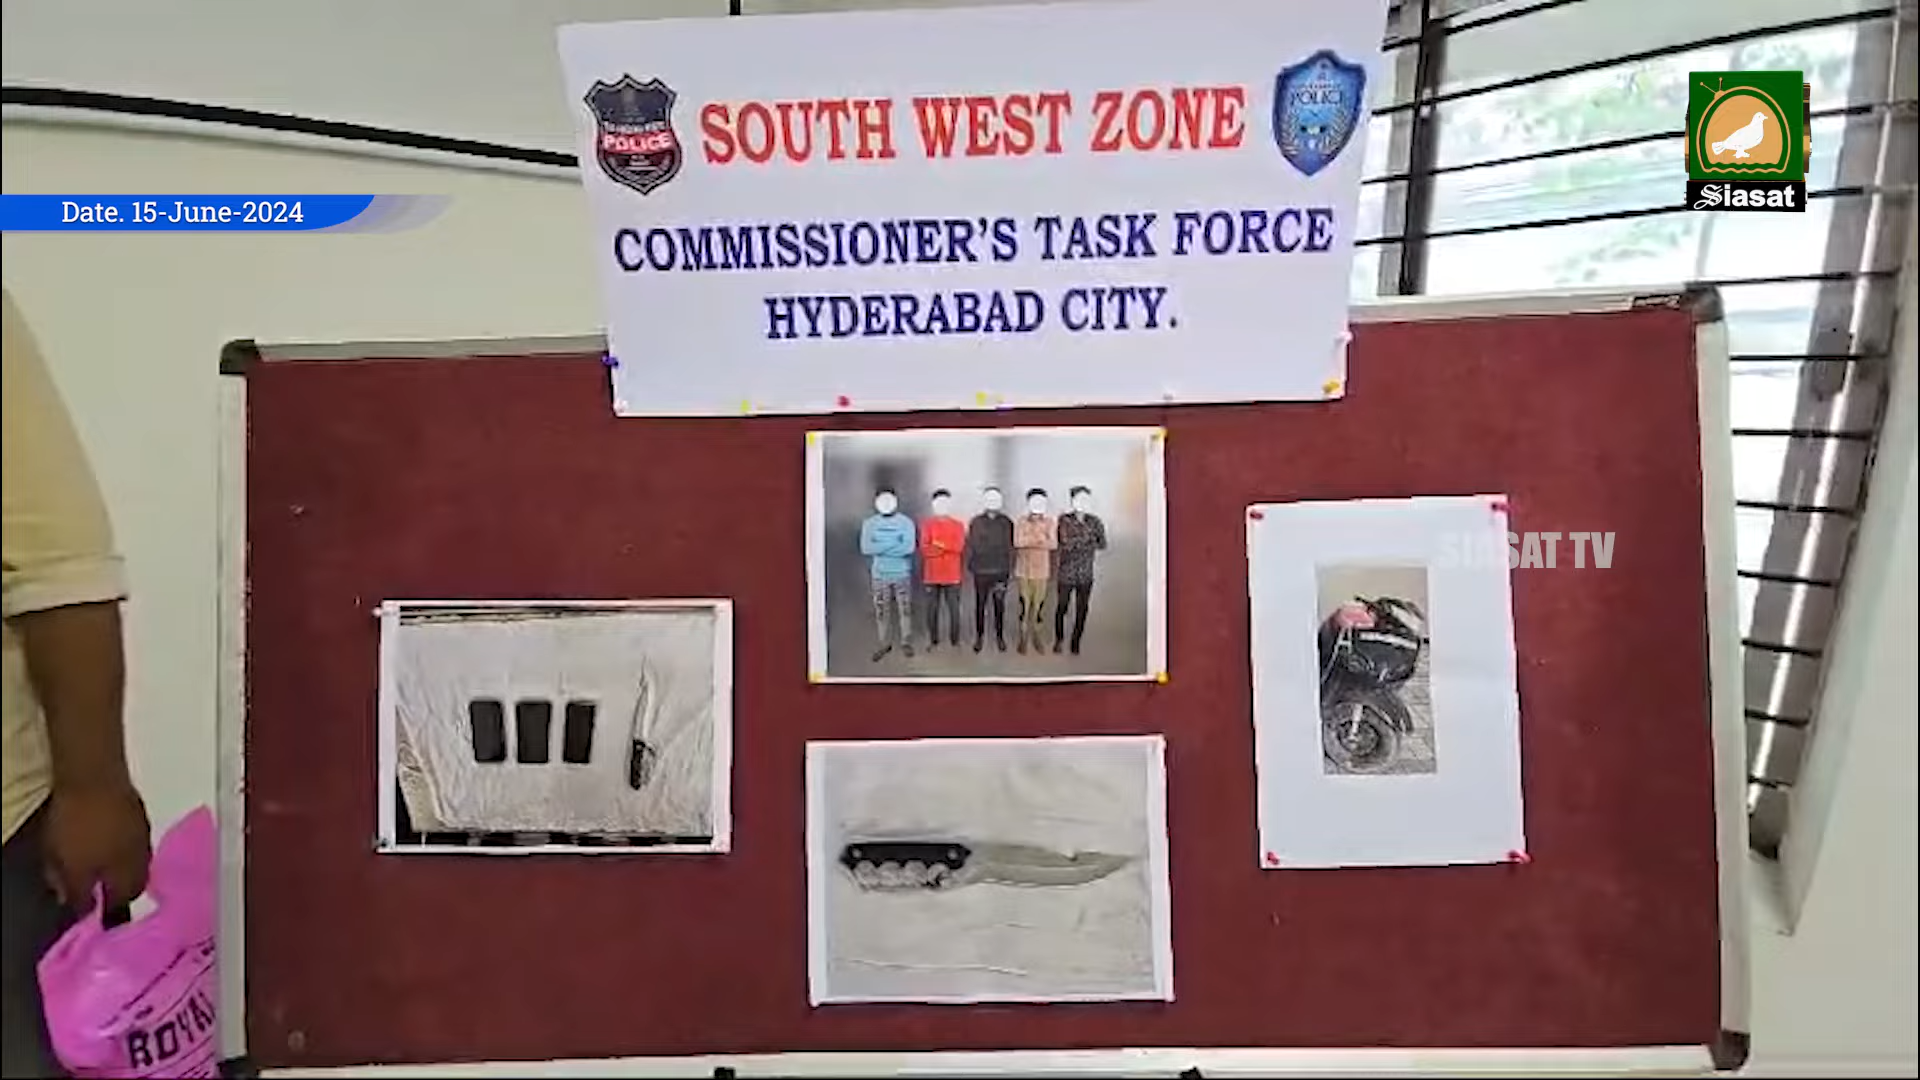 SOUTH WEST ZONE
POLICE
POLICE
COMMISSIONER'S TASK FORCE
HYDERABAD CITY.
Date. 15-June-2024
Siasat
SIASAT TV
ROYAL